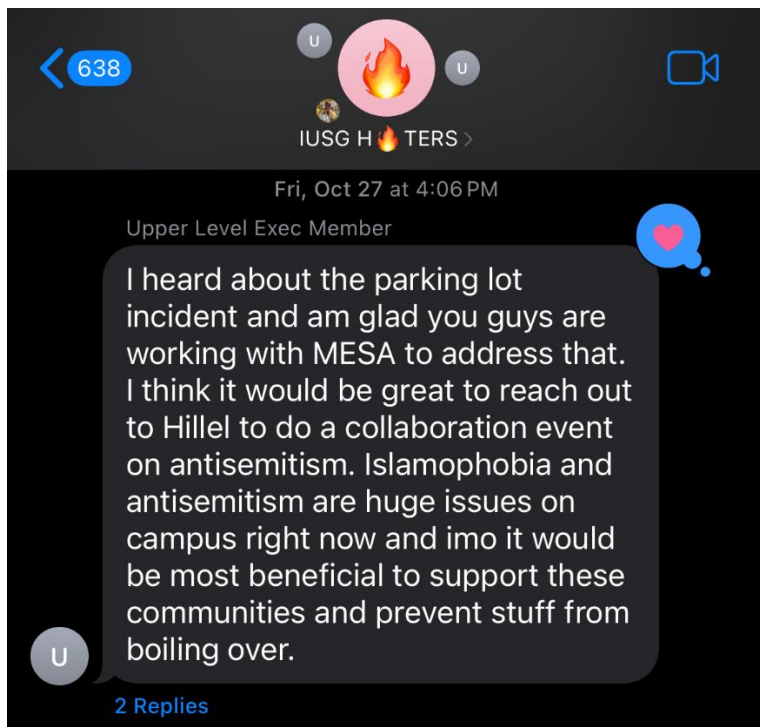 638
U
U
IUSG H🔥TERS >
Fri, Oct 27 at 4:06 PM
Upper Level Exec Member
I heard about the parking lot
incident and am glad you guys are
working with MESA to address that.
I think it would be great to reach out
to Hillel to do a collaboration event
on antisemitism. Islamophobia and
antisemitism are huge issues on
campus right now and imo it would
be most beneficial to support these
communities and prevent stuff from
boiling over.
U
2 Replies